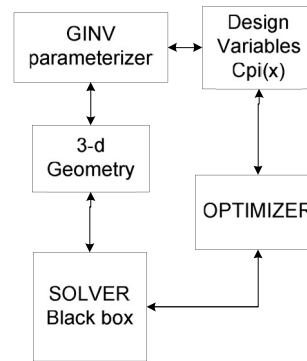 GINV
parameterizer
Design
Variables
Cpi(x)
3-d
Geometry
OPTIMIZER
SOLVER
Black box